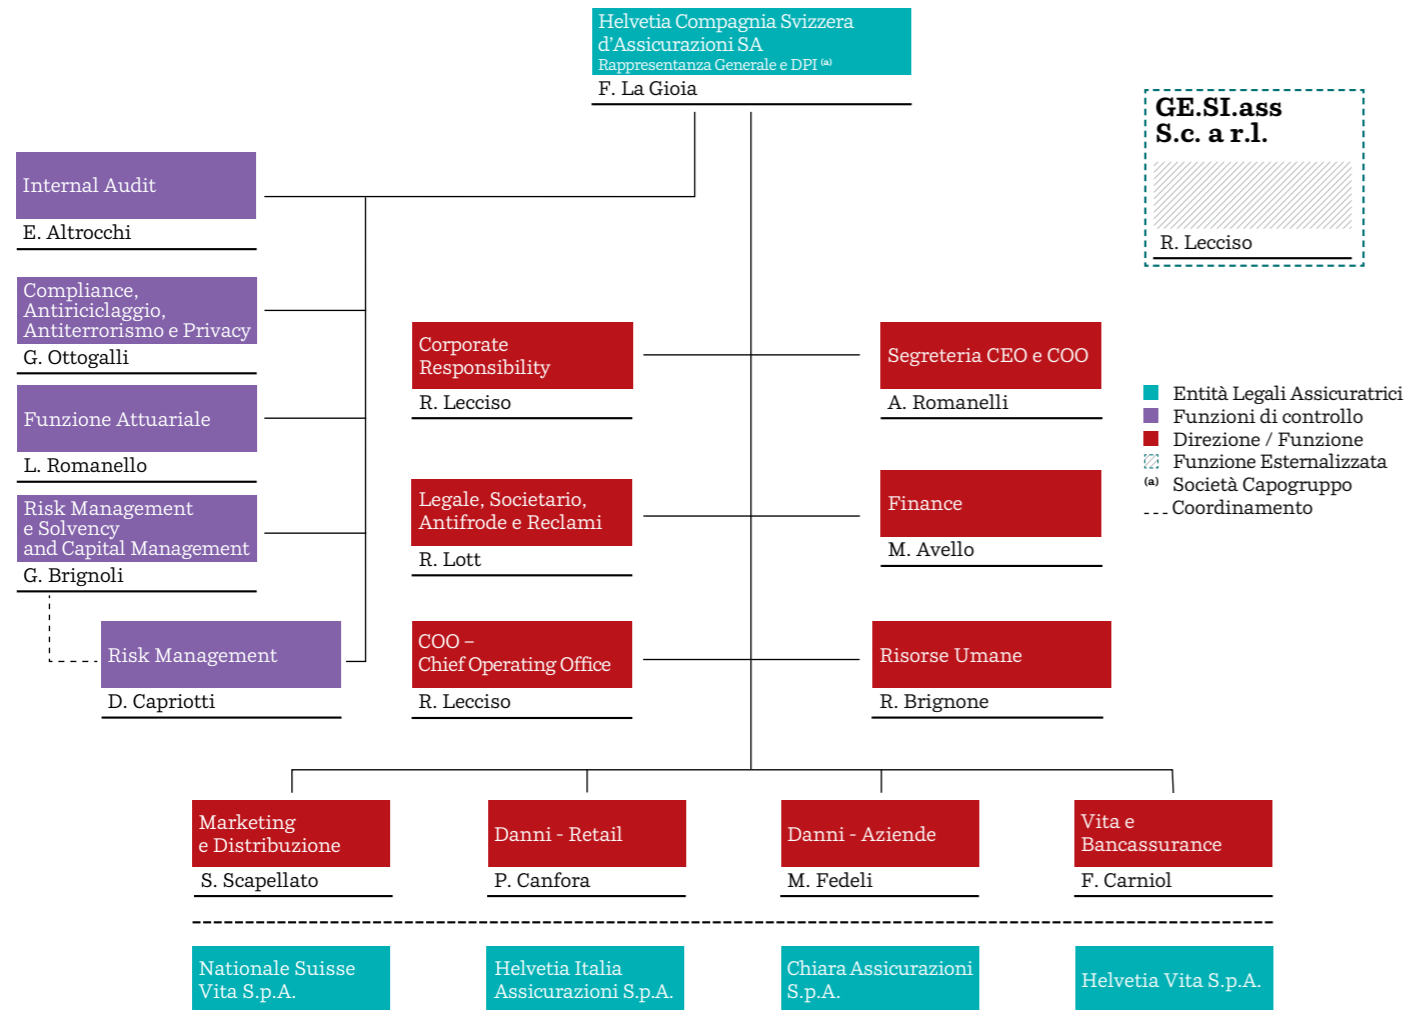 Helvetia Compagnia Svizzera
d'Assicurazioni SA
Rappresentanza Generale e DPI (a)
F. La Gioia
GE.SI.ass
S.c. a r.l.
R. Lecciso
Internal Audit
E. Altrocchi
Compliance,
Antiriciclaggio,
Antiterrorismo e Privacy
G. Ottogalli
Funzione Attuariale
L. Romanello
Risk Management
e Solvency
and Capital Management
G. Brignoli
Risk Management
D. Capriotti
Corporate
Responsibility
R. Lecciso
Segreteria CEO e COO
A. Romanelli
Legale, Societario,
Antifrode e Reclami
R. Lott
Finance
M. Avello
COO –
Chief Operating Office
R. Lecciso
Risorse Umane
R. Brignone
Entità Legali Assicuratrici
Funzioni di controllo
Direzione / Funzione
Funzione Esternalizzata
(a) Società Capogruppo
--- Coordinamento
Marketing
e Distribuzione
S. Scapellato
Danni - Retail
P. Canfora
Danni - Aziende
M. Fedeli
Vita e
Bancassurance
F. Carniol
Nationale Suisse
Vita S.p.A.
Helvetia Italia
Assicurazioni S.p.A.
Chiara Assicurazioni
S.p.A.
Helvetia Vita S.p.A.